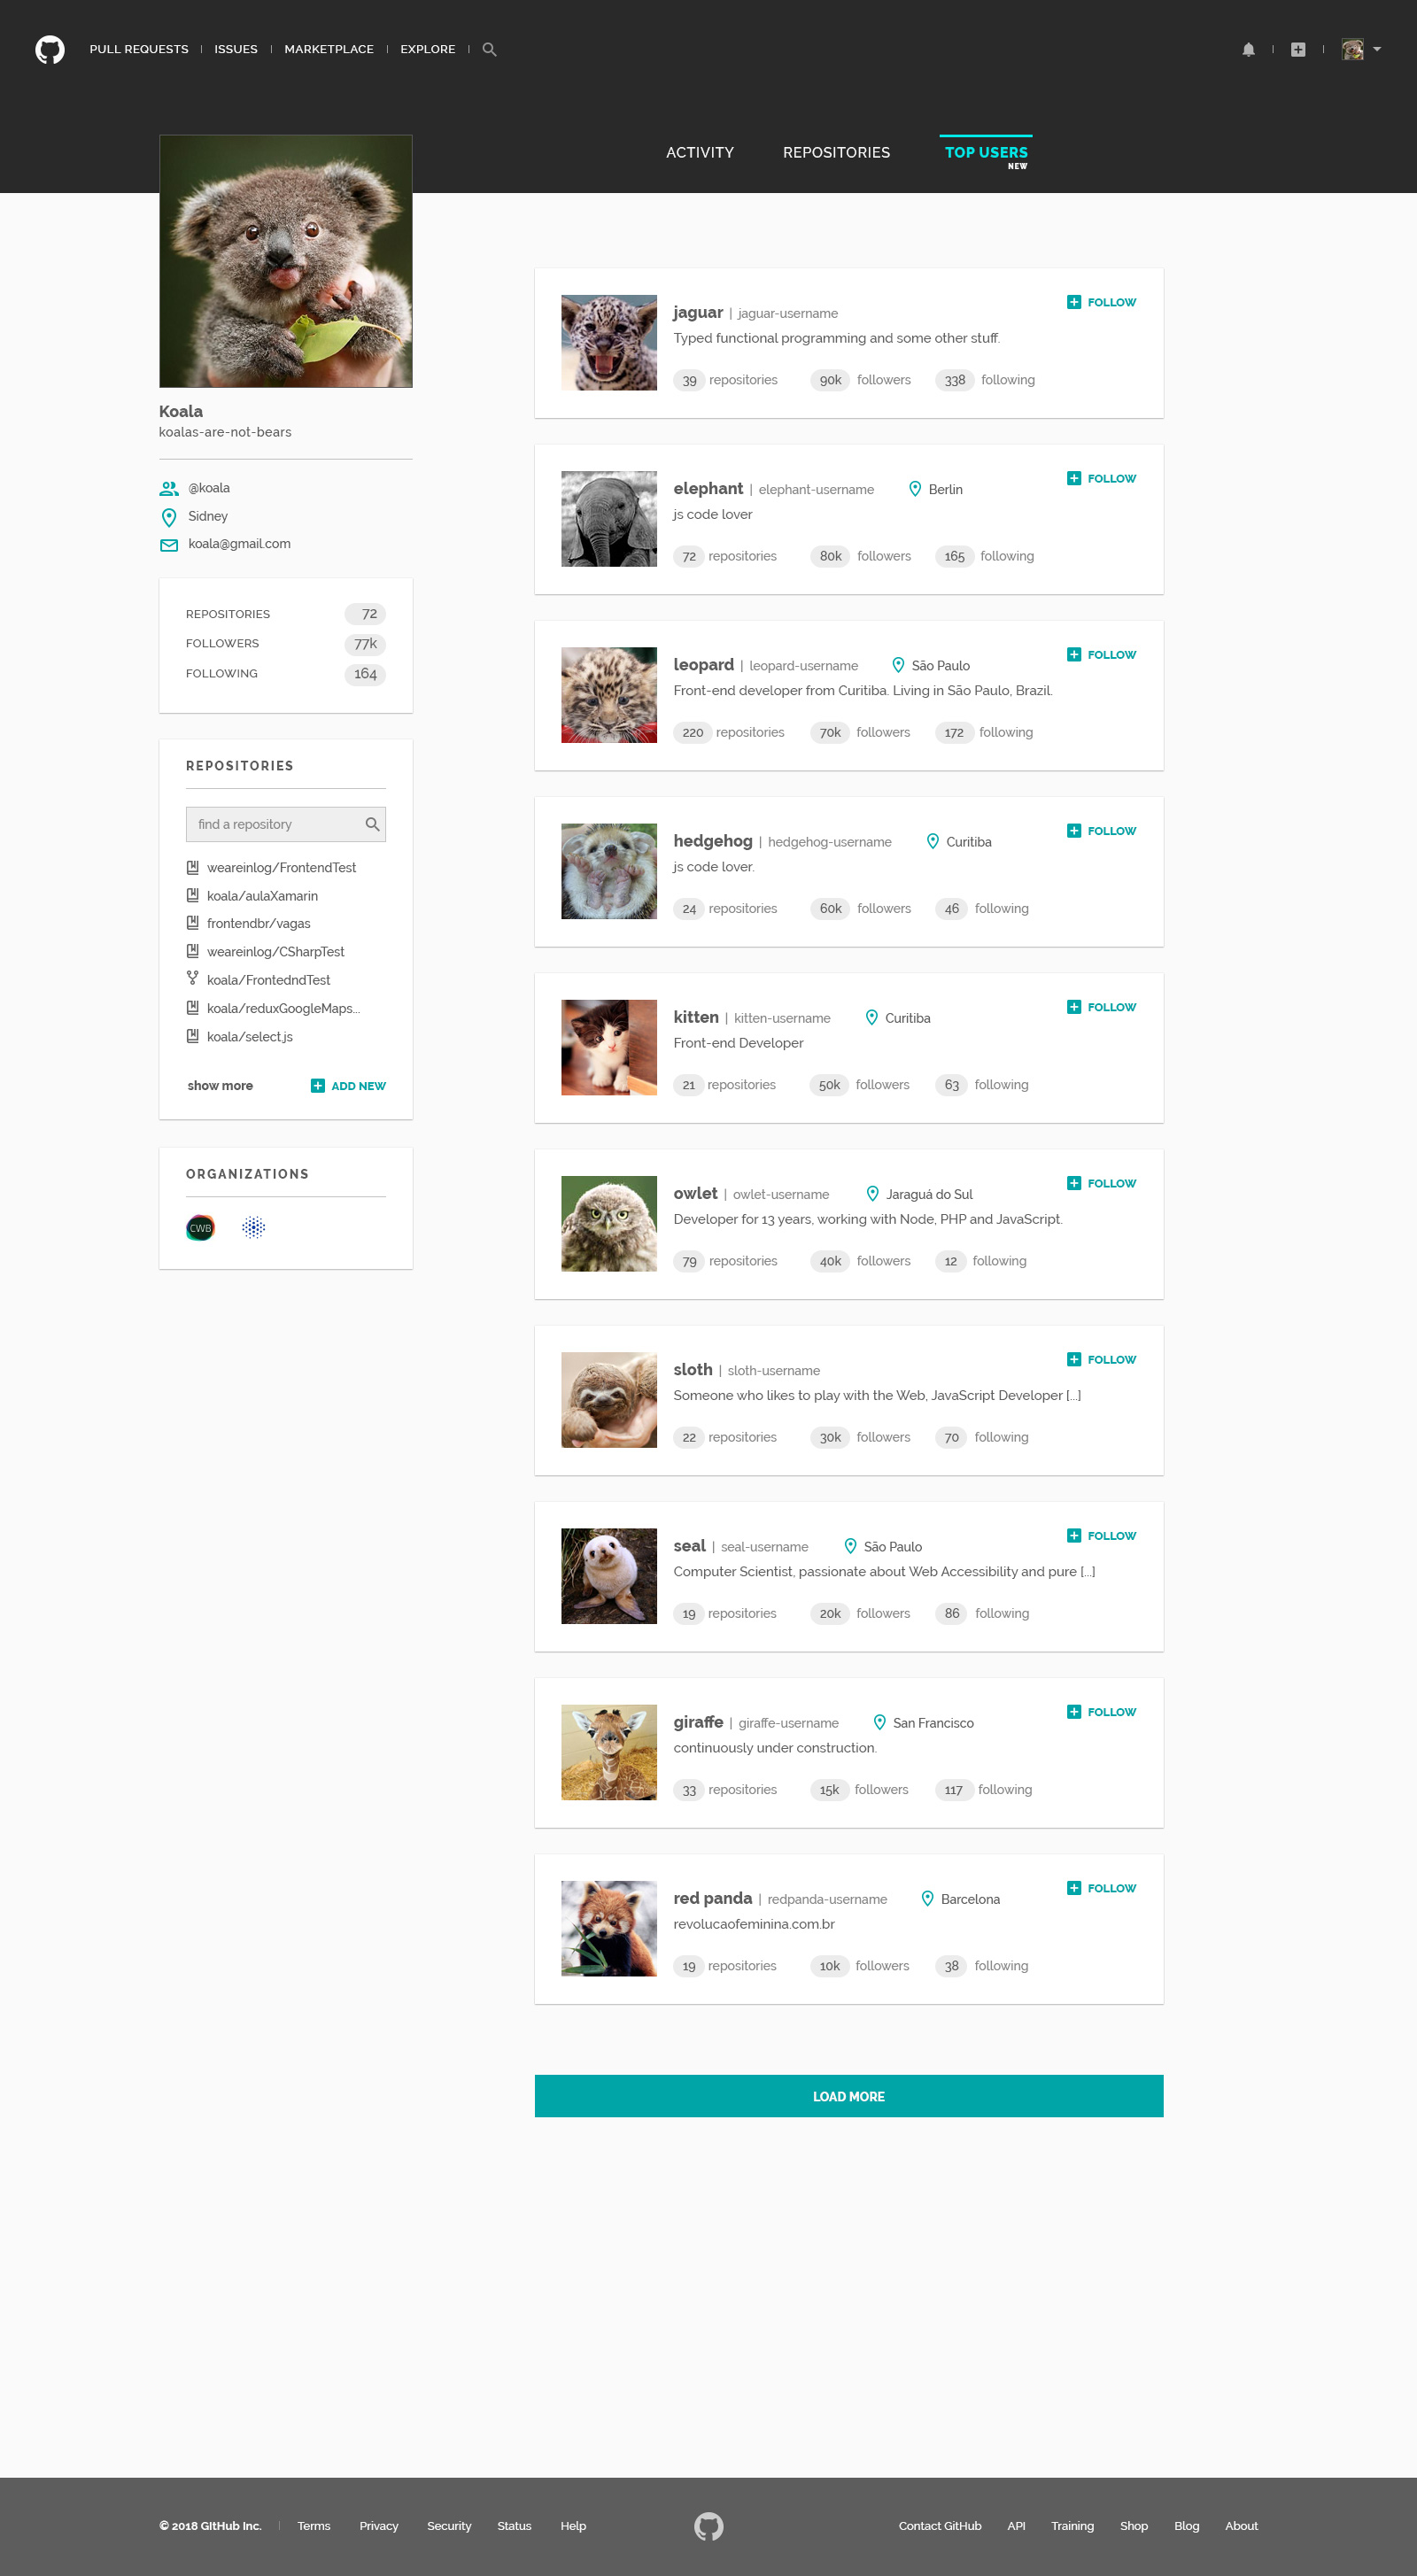 PULL REQUESTS | ISSUES | MARKETPLACE | EXPLORE |
ACTIVITY REPOSITORIES TOP USERS
NEW
Koala
koalas-are-not-bears
@koala
Sidney
koala@gmail.com
REPOSITORIES 72
FOLLOWERS 77k
FOLLOWING 164
REPOSITORIES
find a repository
weareinlog/FrontendTest
koala/aulaXamarin
frontendbr/vagas
weareinlog/CSharpTest
koala/FrontedndTest
koala/reduxGoogleMaps...
koala/select.js
show more ADD NEW
ORGANIZATIONS
CWB
jaguar | jaguar-username FOLLOW
Typed functional programming and some other stuff.
39 repositories 90k followers 338 following
elephant | elephant-username Berlin FOLLOW
js code lover
72 repositories 80k followers 165 following
leopard | leopard-username São Paulo FOLLOW
Front-end developer from Curitiba. Living in São Paulo, Brazil.
220 repositories 70k followers 172 following
hedgehog | hedgehog-username Curitiba FOLLOW
js code lover.
24 repositories 60k followers 46 following
kitten | kitten-username Curitiba FOLLOW
Front-end Developer
21 repositories 50k followers 63 following
owlet | owlet-username Jaraguá do Sul FOLLOW
Developer for 13 years, working with Node, PHP and JavaScript.
79 repositories 40k followers 12 following
sloth | sloth-username FOLLOW
Someone who likes to play with the Web, JavaScript Developer [...]
22 repositories 30k followers 70 following
seal | seal-username São Paulo FOLLOW
Computer Scientist, passionate about Web Accessibility and pure [...]
19 repositories 20k followers 86 following
giraffe | giraffe-username San Francisco FOLLOW
continuously under construction.
33 repositories 15k followers 117 following
red panda | redpanda-username Barcelona FOLLOW
revolucaofeminina.com.br
19 repositories 10k followers 38 following
LOAD MORE
© 2018 GitHub Inc. | Terms Privacy Security Status Help Contact GitHub API Training Shop Blog About